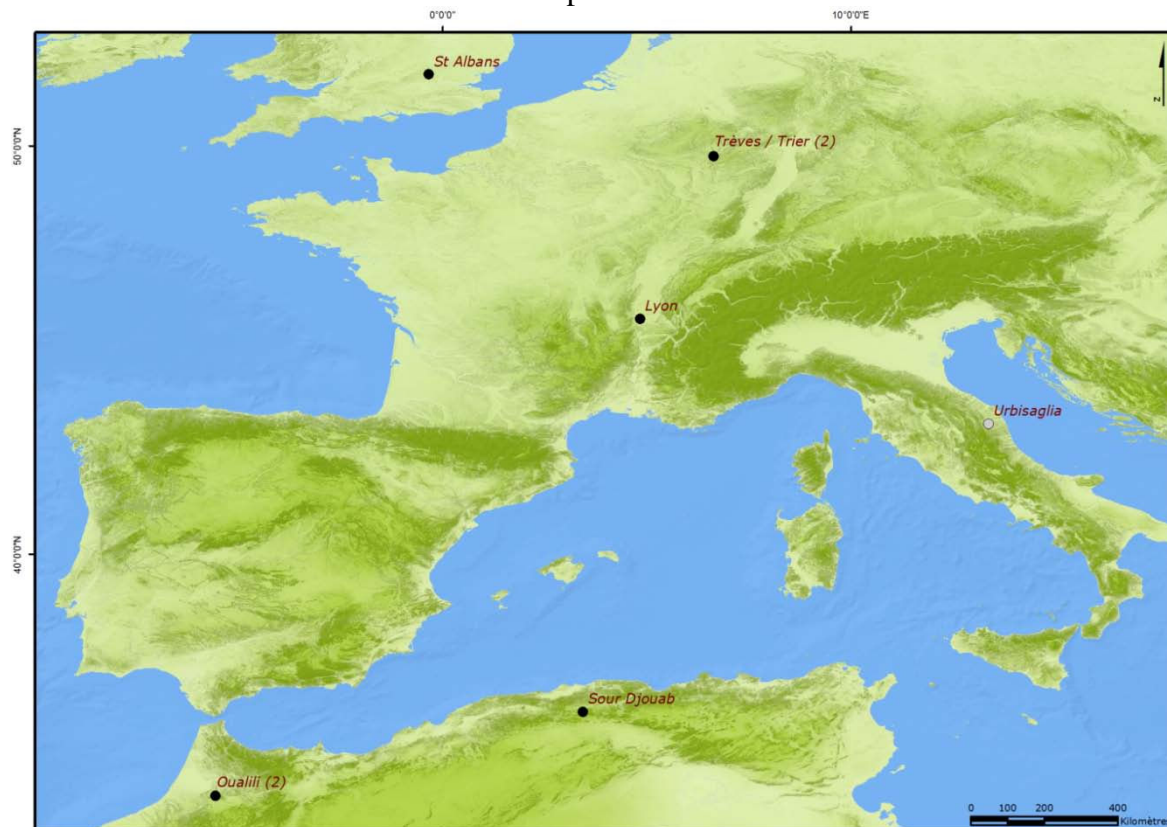 0°0'0"
10°0'0"E
St Albans
N
50°0'0"N
Trèves / Trier (2)
Lyon
Urbisaglia
40°0'0"N
Sour Djouab
Oualili (2)
0 100 200 400
Kilomètre